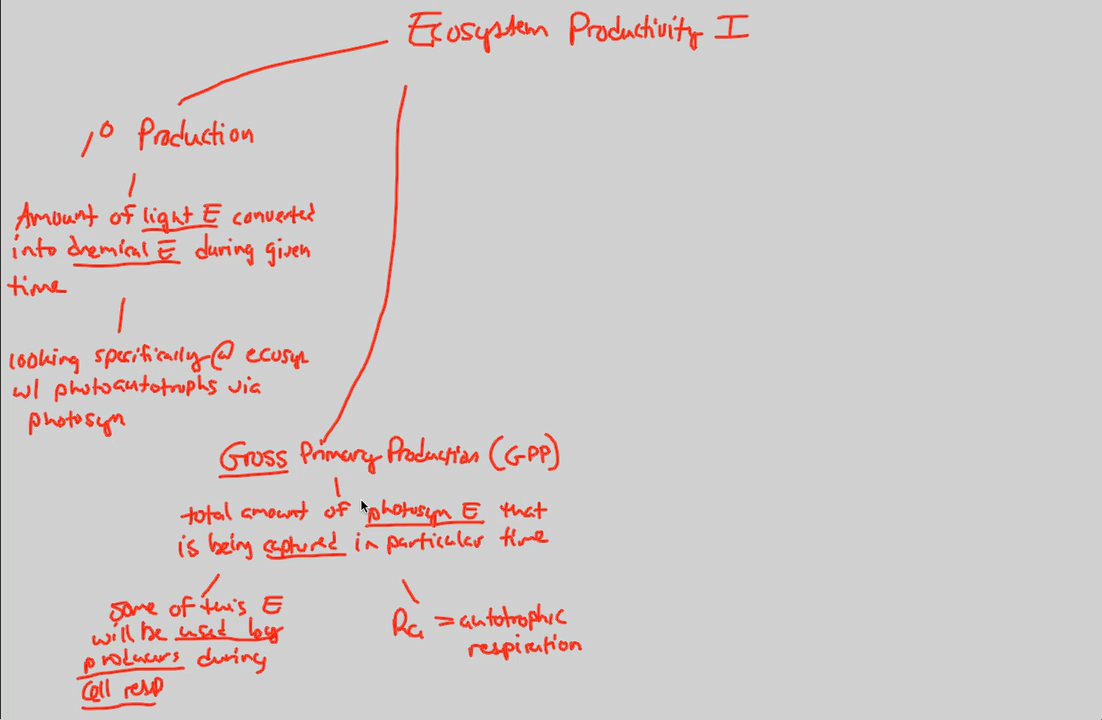 Ecosystem Productivity I
1° Production
Amount of light E converted
into chemical E during given
time
looking specifically @ ecosys
w/ photoautotrophs via
photosyn
Gross Primary Production (GPP)
total amount of photosyn E that
is being captured in particular time
some of this E
will be used by
producers during
cell resp
Ra = autotrophic
respiration